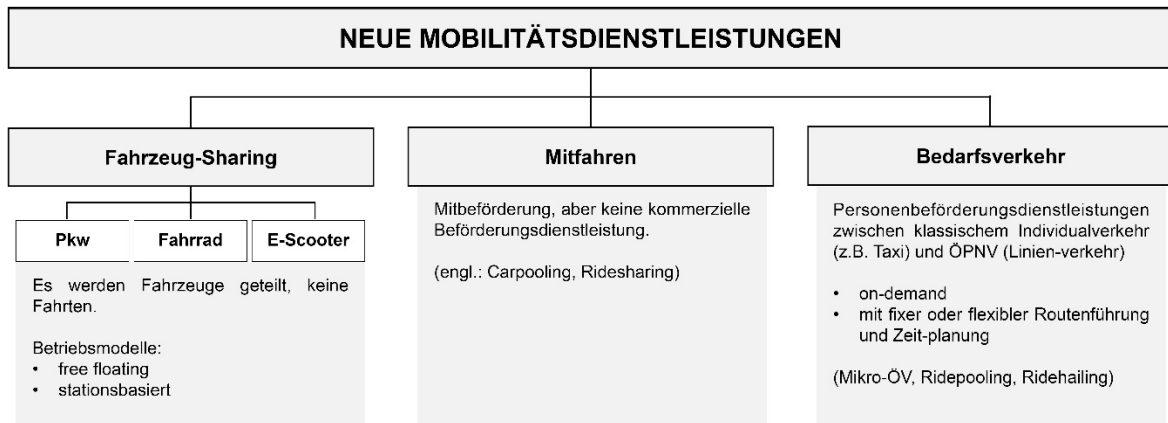 NEUE MOBILITÄTSDIENSTLEISTUNGEN
Fahrzeug-Sharing
Pkw
Fahrrad
E-Scooter
Es werden Fahrzeuge geteilt, keine
Fahrten.
Betriebsmodelle:
• free floating
• stationsbasiert
Mitfahren
Mitbeförderung, aber keine kommerzielle
Beförderungsdienstleistung.
(engl.: Carpooling, Ridesharing)
Bedarfsverkehr
Personenbeförderungsdienstleistungen
zwischen klassischem Individualverkehr
(z.B. Taxi) und ÖPNV (Linien-verkehr)
• on-demand
• mit fixer oder flexibler Routenführung
und Zeit-planung
(Mikro-ÖV, Ridepooling, Ridehailing)